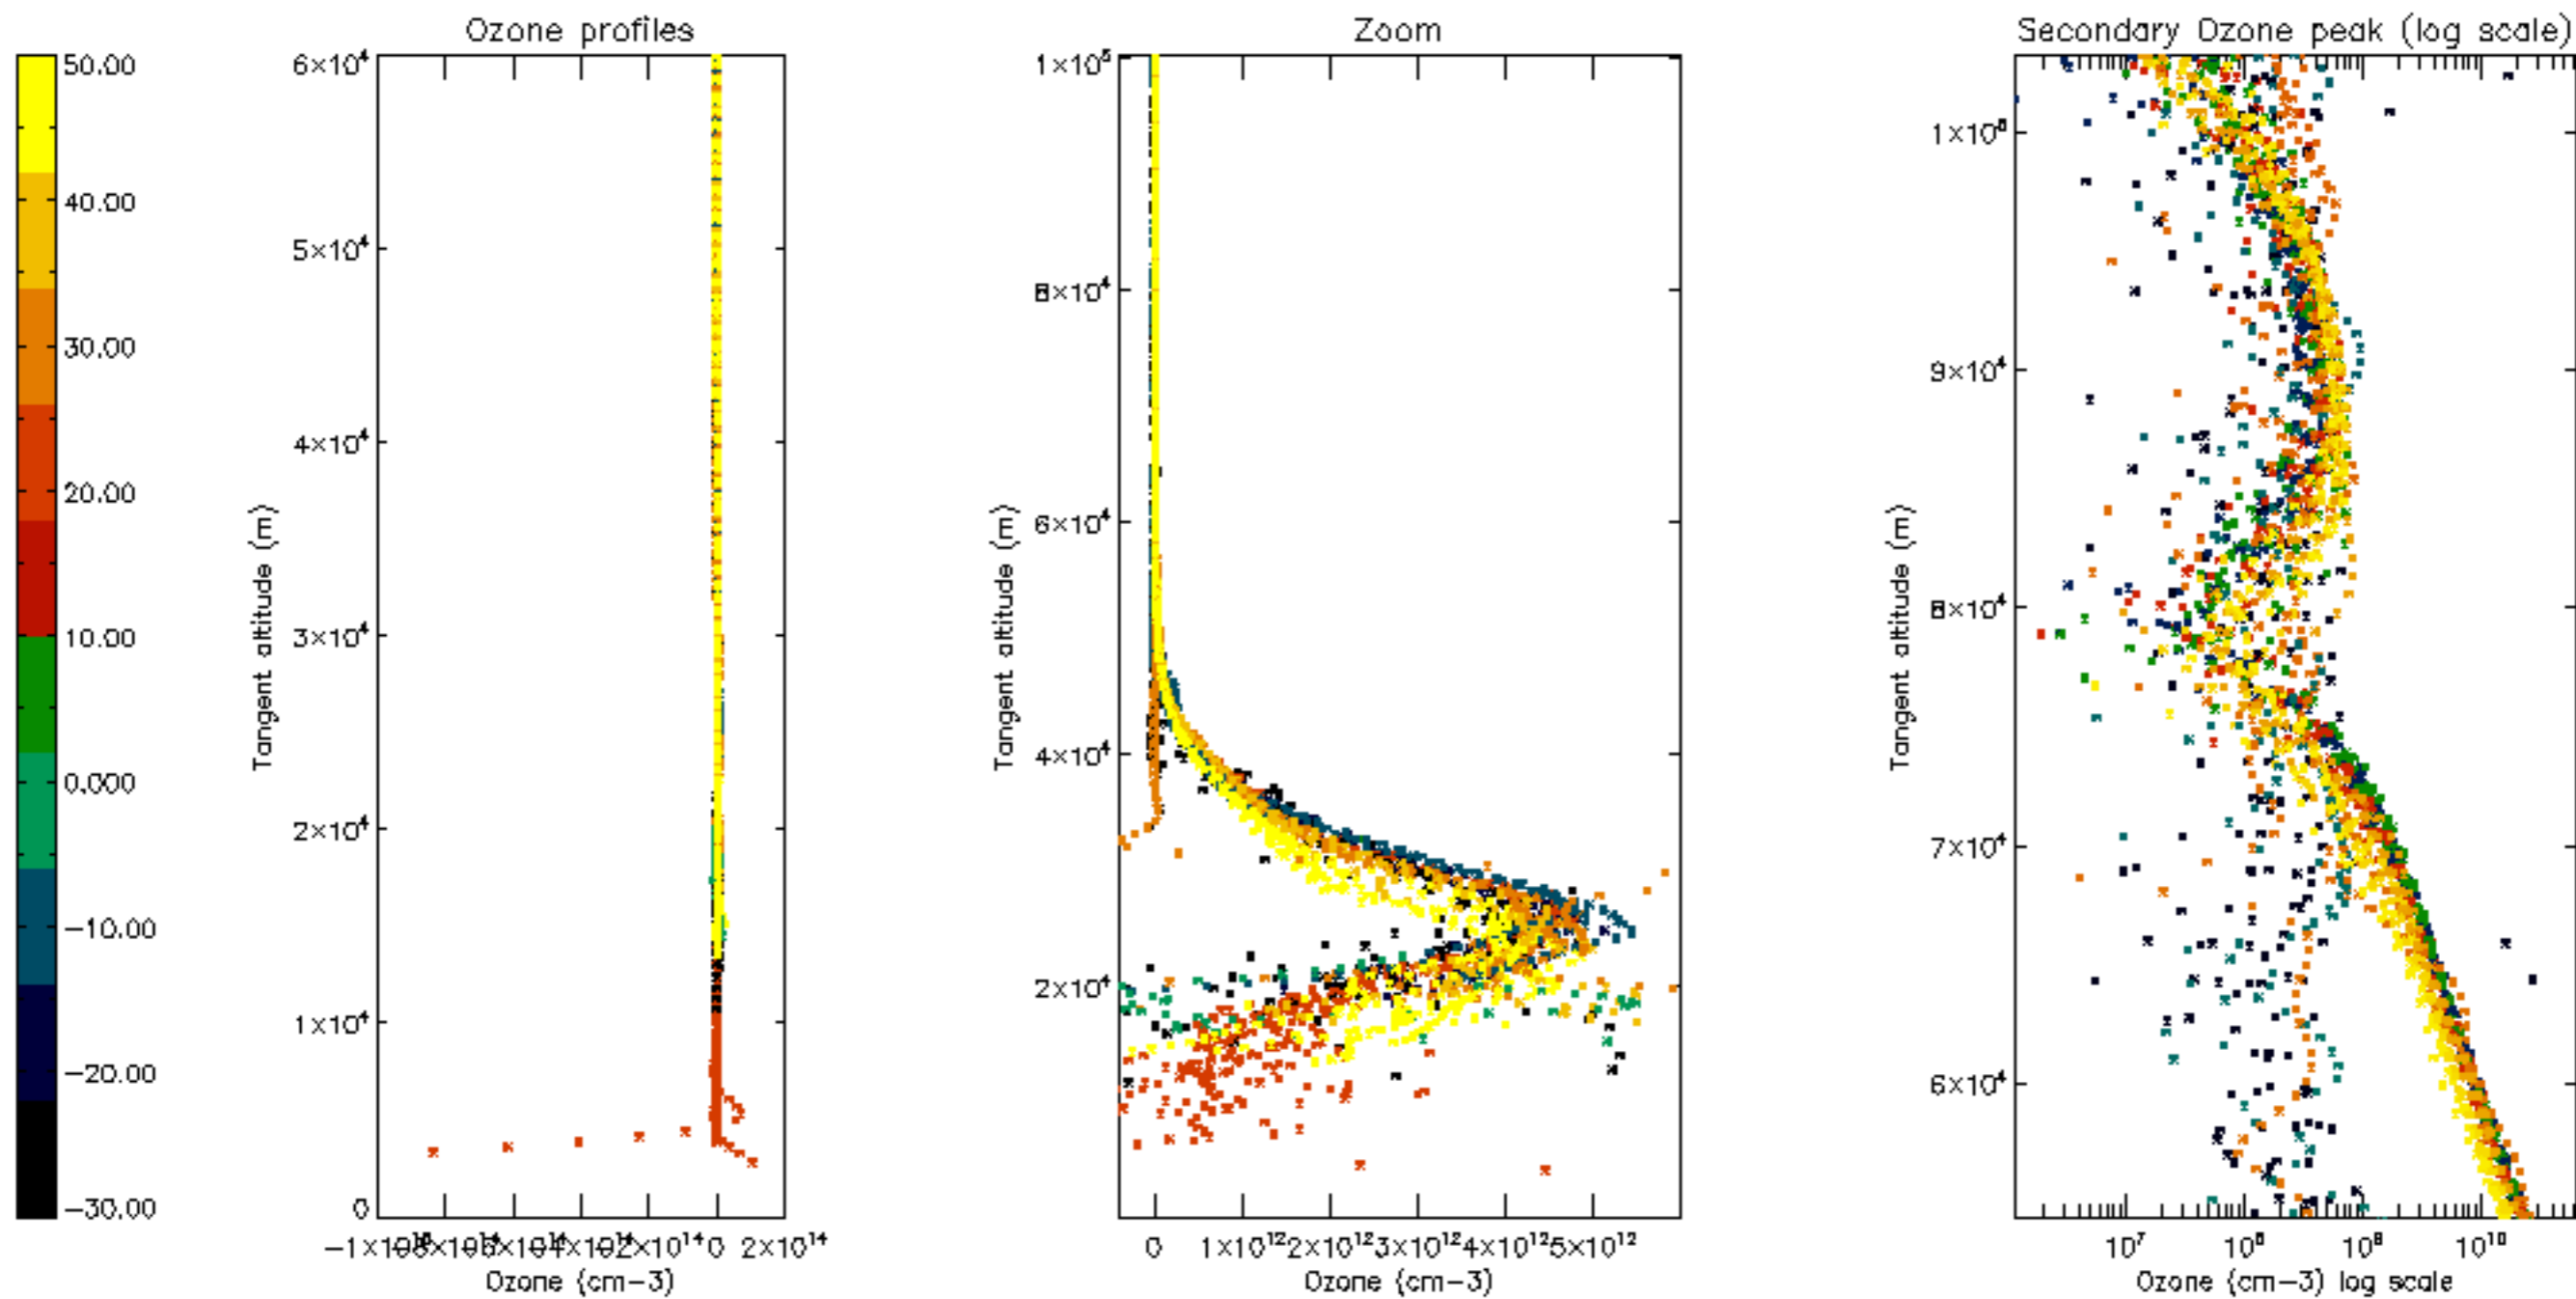 Ozone profiles
Zoom
Secondary Ozone peak (log scale)
50.00
40.00
30.00
20.00
10.00
0.000
−10.00
−20.00
−30.00
6×10⁴
5×10⁴
4×10⁴
3×10⁴
2×10⁴
1×10⁴
0
Tangent altitude (m)
2×10¹⁴
0
2×10¹⁴
Ozone (cm−3)
1×10⁵
8×10⁴
6×10⁴
4×10⁴
2×10⁴
Tangent altitude (m)
0 1×10¹² 2×10¹² 3×10¹² 4×10¹² 5×10¹²
Ozone (cm−3)
1×10⁵
9×10⁴
8×10⁴
7×10⁴
6×10⁴
Tangent altitude (m)
10⁷ 10⁸ 10⁹ 10¹⁰
Ozone (cm−3) log scale